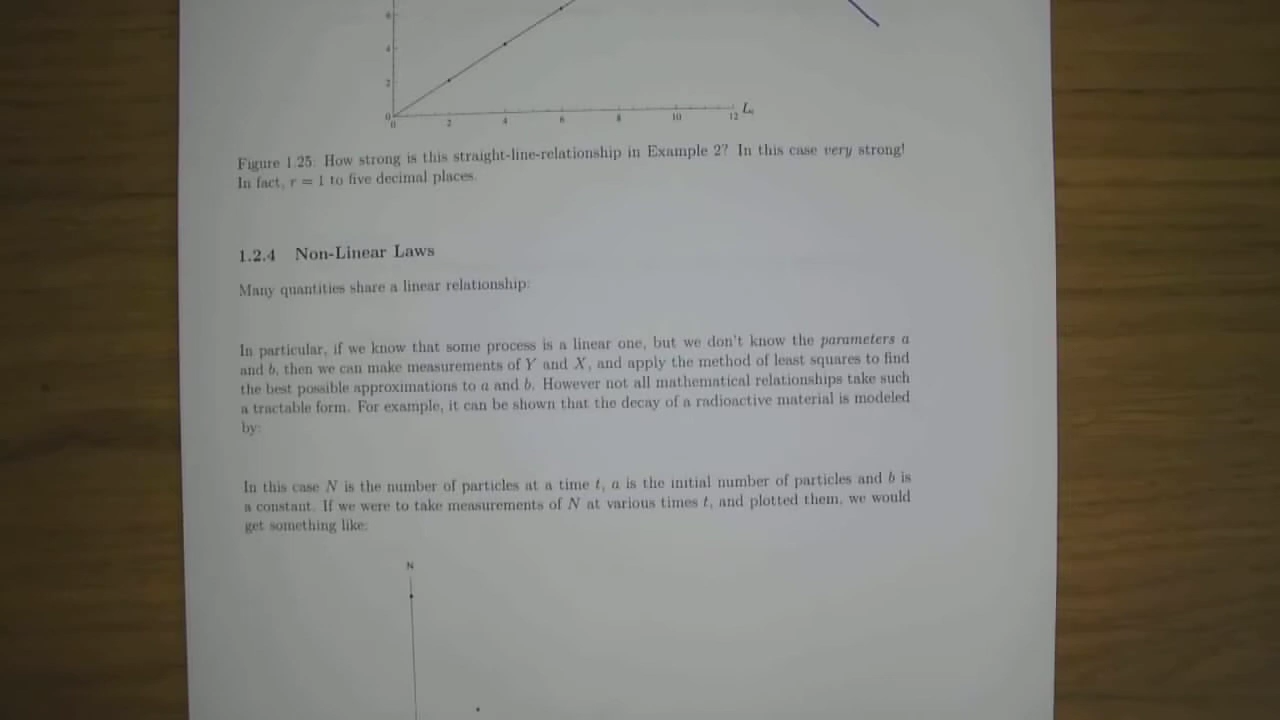 6
4
2
0
0 2 4 6 8 10 12 L
Figure 1.25: How strong is this straight-line-relationship in Example 2? In this case very strong!
In fact, r = 1 to five decimal places.
1.2.4 Non-Linear Laws
Many quantities share a linear relationship:
In particular, if we know that some process is a linear one, but we don't know the parameters a
and b, then we can make measurements of Y and X, and apply the method of least squares to find
the best possible approximations to a and b. However not all mathematical relationships take such
a tractable form. For example, it can be shown that the decay of a radioactive material is modeled
by:
In this case N is the number of particles at a time t, a is the initial number of particles and b is
a constant. If we were to take measurements of N at various times t, and plotted them, we would
get something like:
N